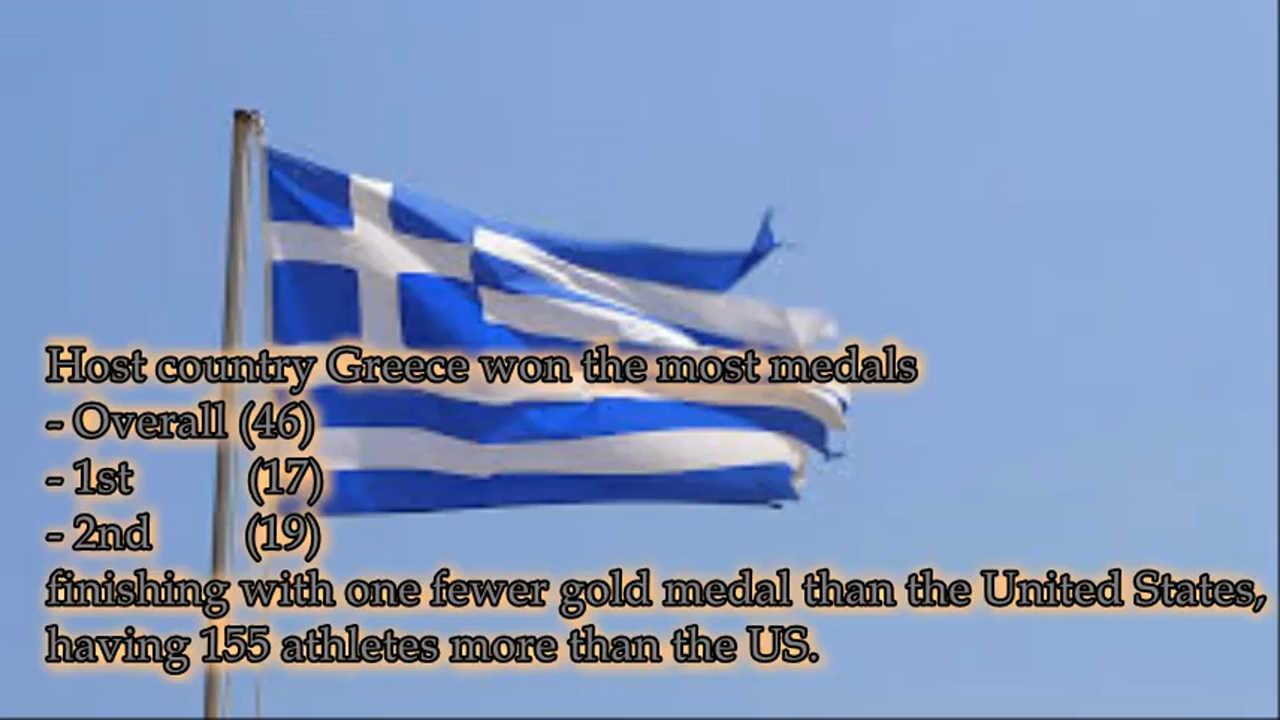 Host country Greece won the most medals
- Overall (46)
- 1st (17)
- 2nd (19)
finishing with one fewer gold medal than the United States,
having 155 athletes more than the US.